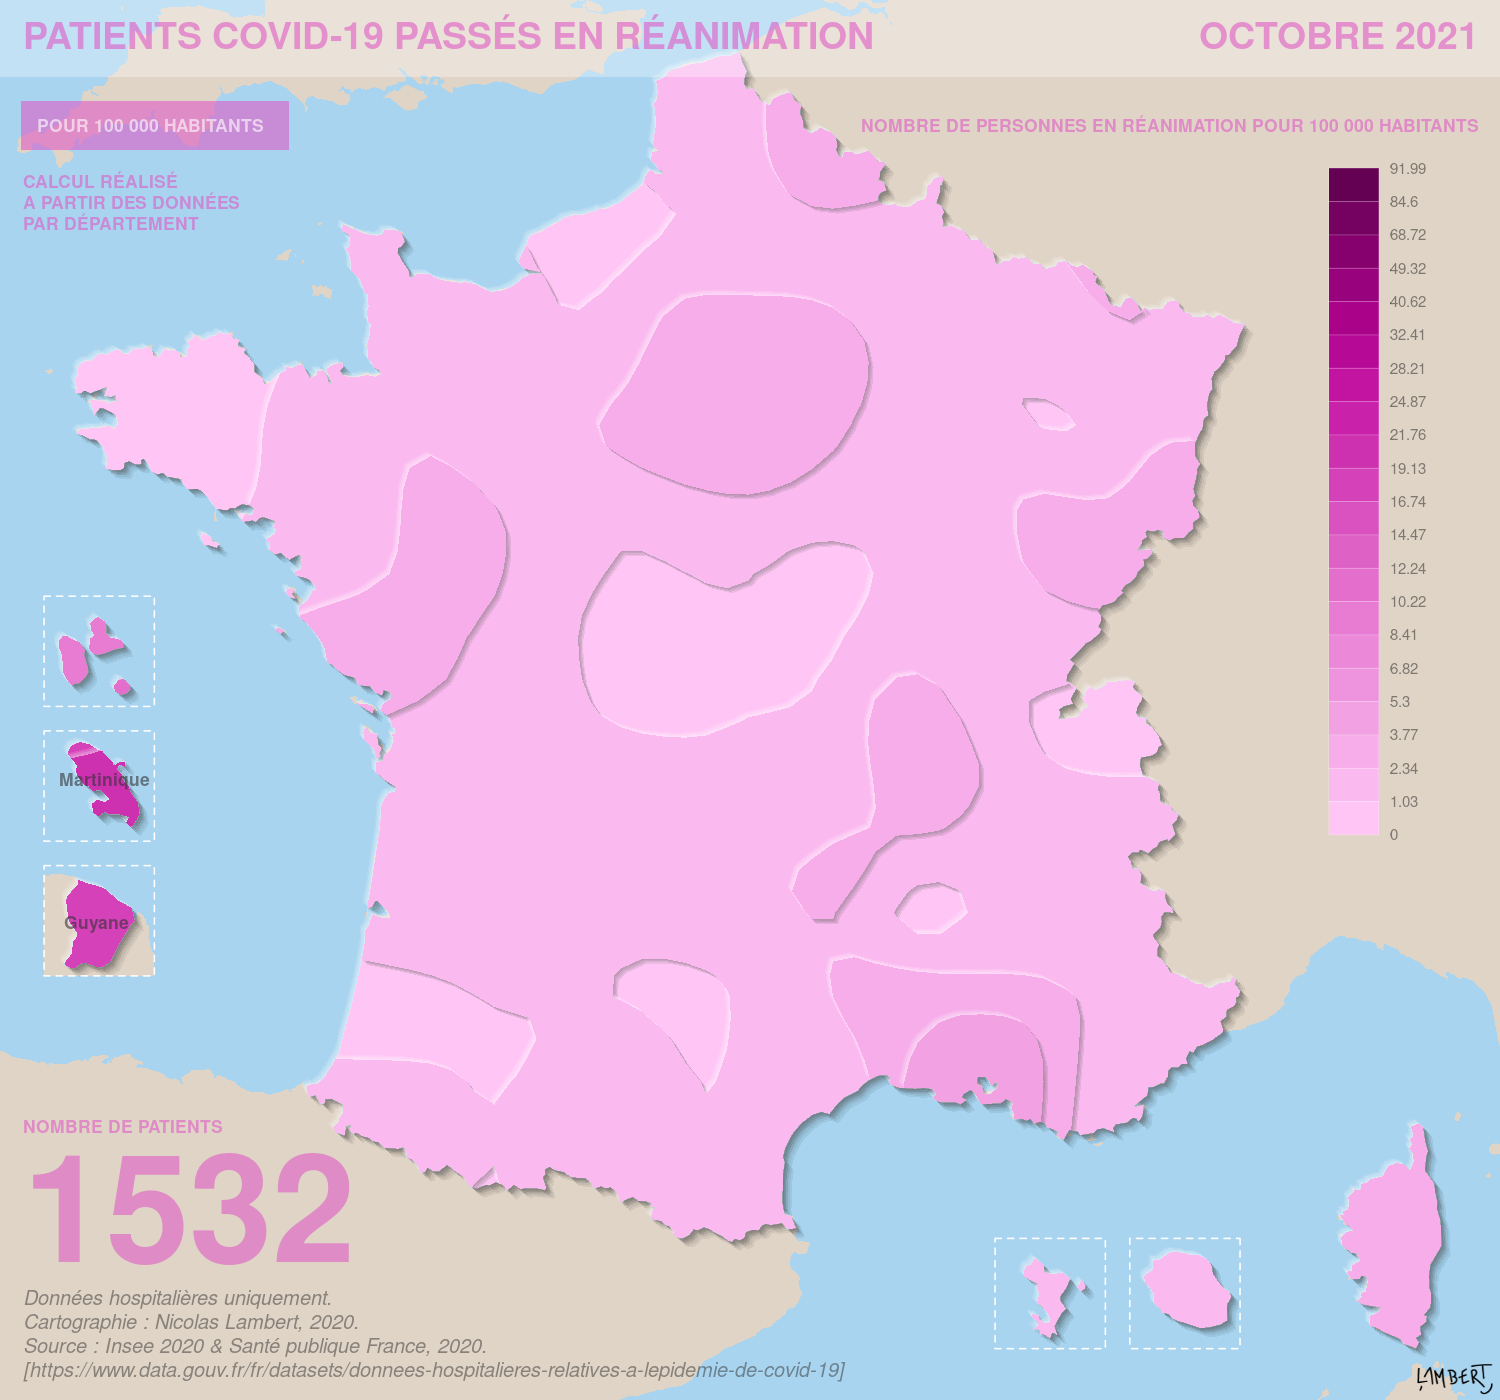 PATIENTS COVID-19 PASSÉS EN RÉANIMATION
OCTOBRE 2021
POUR 100 000 HABITANTS
NOMBRE DE PERSONNES EN RÉANIMATION POUR 100 000 HABITANTS
CALCUL RÉALISÉ
A PARTIR DES DONNÉES
PAR DÉPARTEMENT
91.99
84.6
68.72
49.32
40.62
32.41
28.21
24.87
21.76
19.13
16.74
14.47
12.24
10.22
8.41
6.82
5.3
3.77
2.34
1.03
0
Martinique
Guyane
NOMBRE DE PATIENTS
1532
Données hospitalières uniquement.
Cartographie : Nicolas Lambert, 2020.
Source : Insee 2020 & Santé publique France, 2020.
[https://www.data.gouv.fr/fr/datasets/donnees-hospitalieres-relatives-a-lepidemie-de-covid-19]
LAMBERT